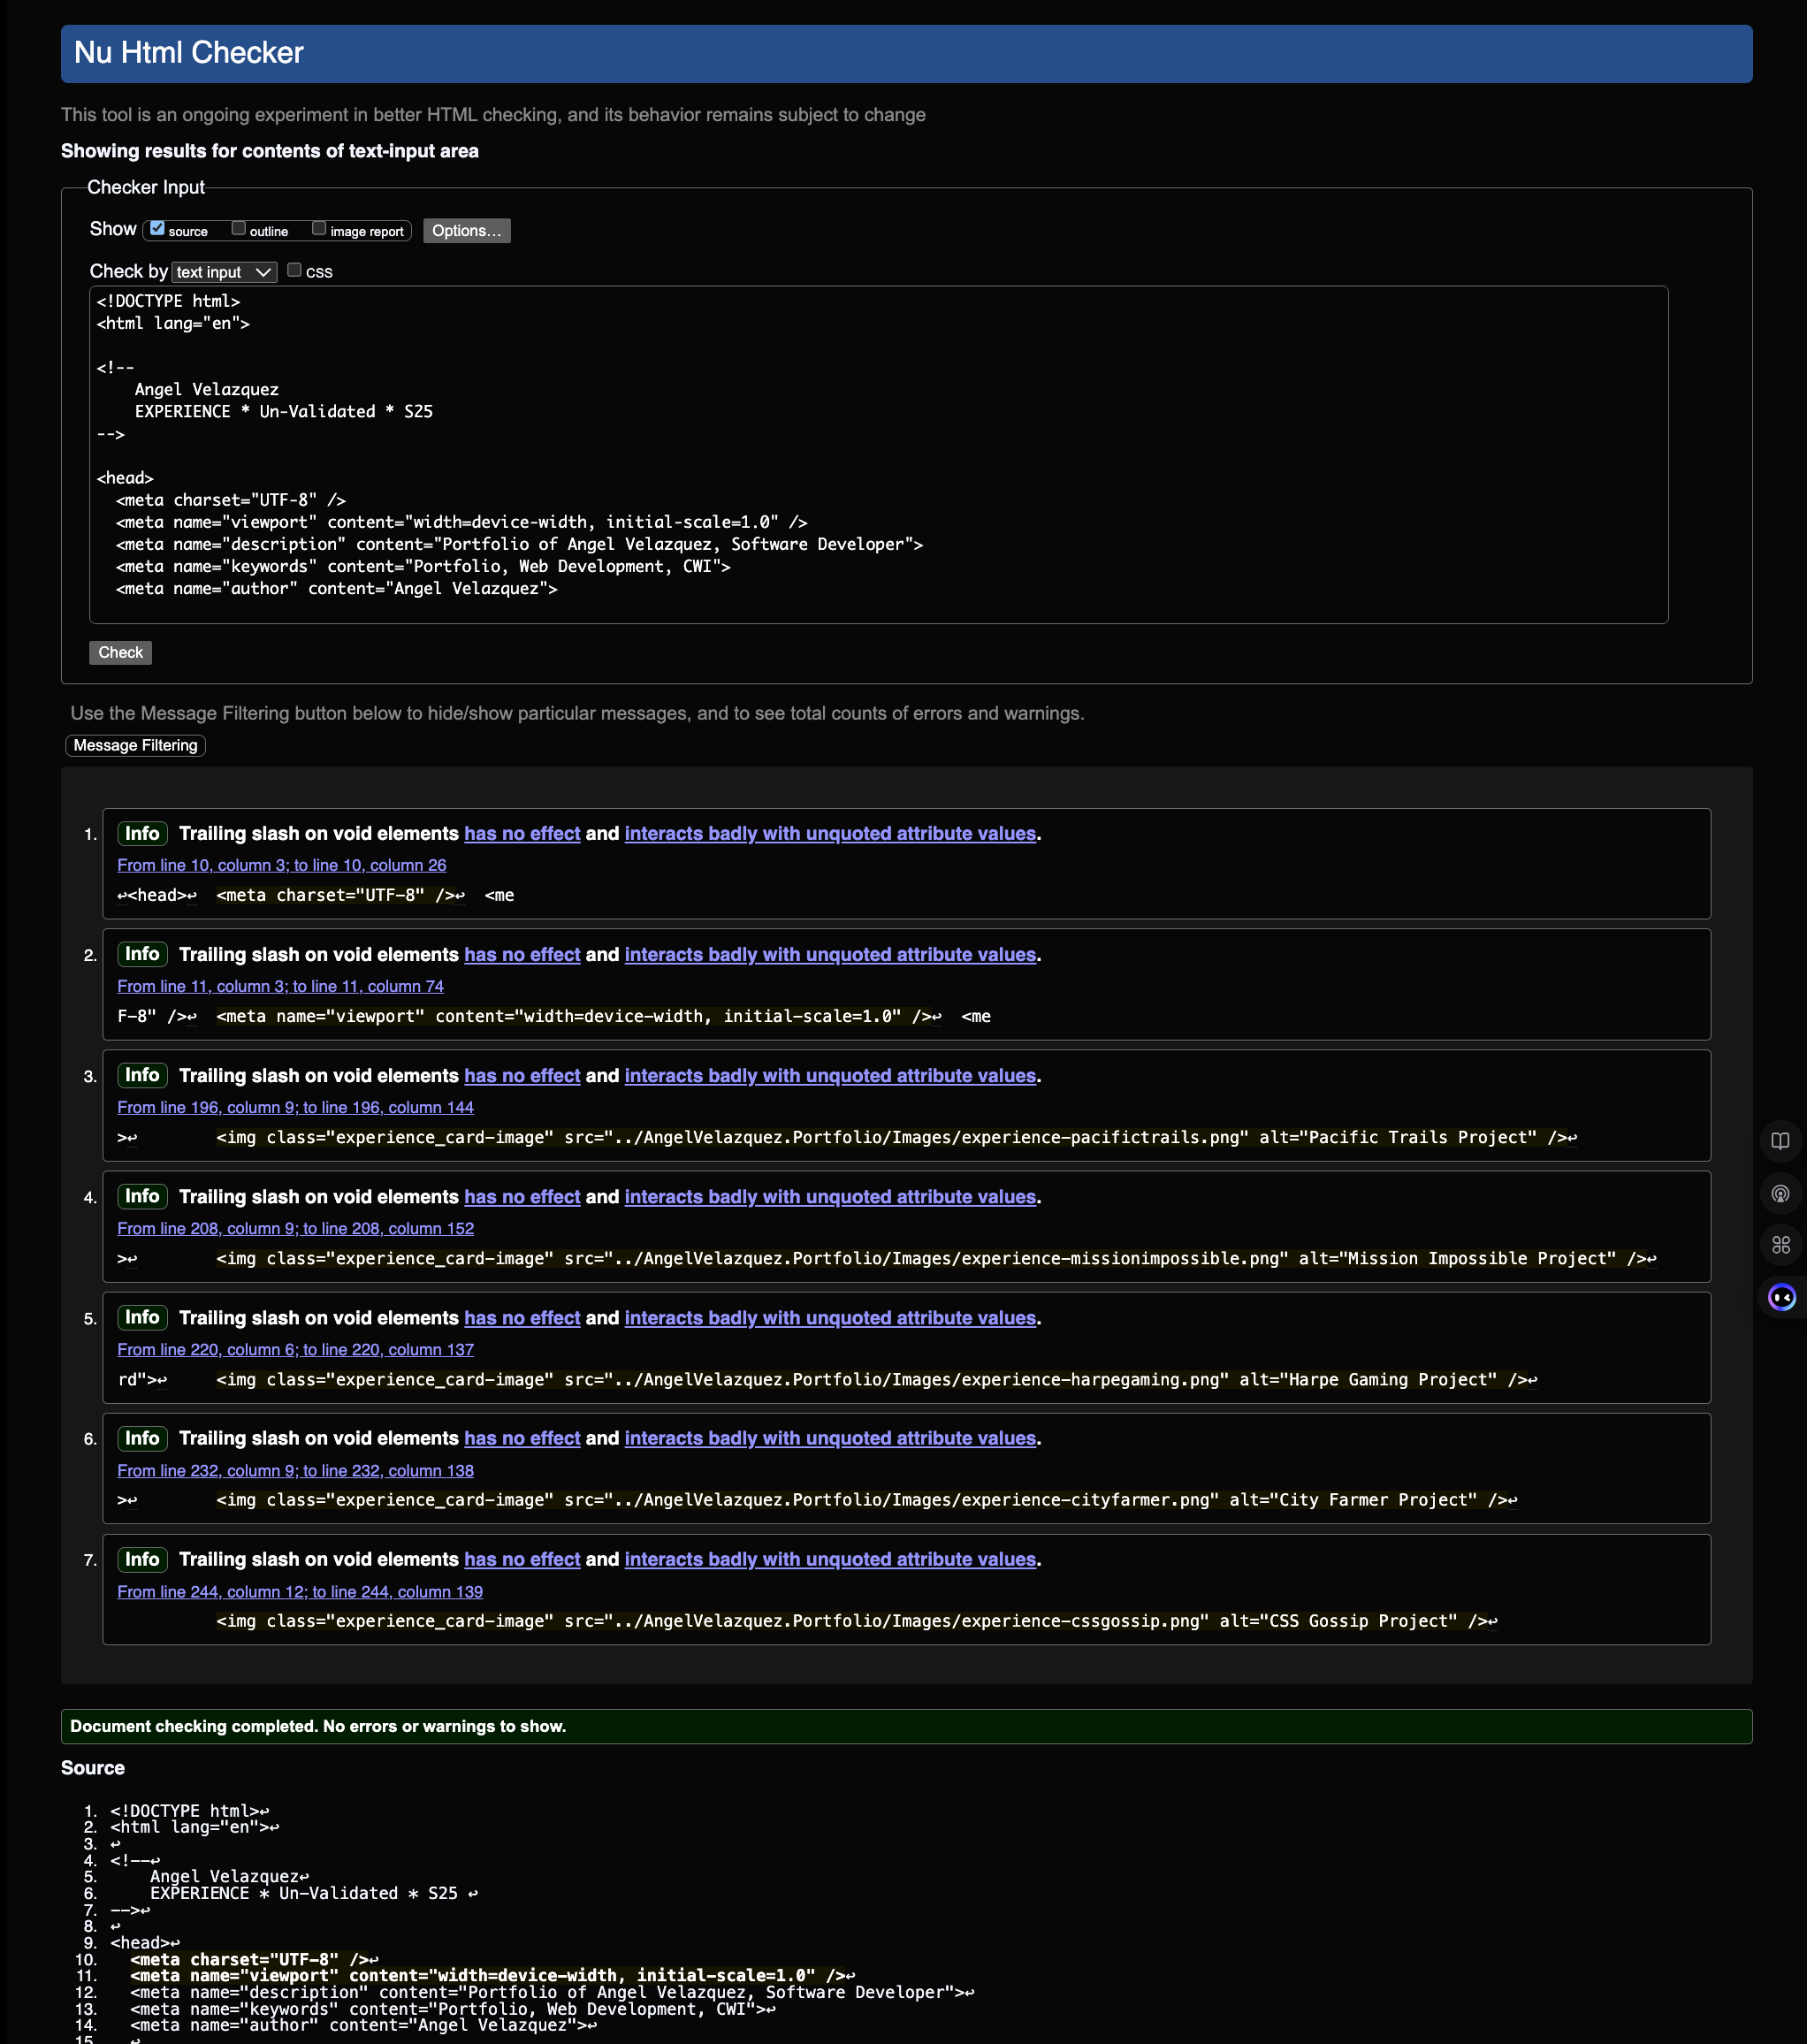 Nu Html Checker
This tool is an ongoing experiment in better HTML checking, and its behavior remains subject to change
Showing results for contents of text-input area
Checker Input
Show source outline image report Options...
Check by text input css
<!DOCTYPE html>
<html lang="en">
<!--
    Angel Velazquez
    EXPERIENCE * Un-Validated * S25
-->
<head>
  <meta charset="UTF-8" />
  <meta name="viewport" content="width=device-width, initial-scale=1.0" />
  <meta name="description" content="Portfolio of Angel Velazquez, Software Developer">
  <meta name="keywords" content="Portfolio, Web Development, CWI">
  <meta name="author" content="Angel Velazquez">
Check
Use the Message Filtering button below to hide/show particular messages, and to see total counts of errors and warnings.
Message Filtering
1. Info Trailing slash on void elements has no effect and interacts badly with unquoted attribute values.
From line 10, column 3; to line 10, column 26
↩<head>↩  <meta charset="UTF-8" />↩  <me
2. Info Trailing slash on void elements has no effect and interacts badly with unquoted attribute values.
From line 11, column 3; to line 11, column 74
F-8" />↩  <meta name="viewport" content="width=device-width, initial-scale=1.0" />↩  <me
3. Info Trailing slash on void elements has no effect and interacts badly with unquoted attribute values.
From line 196, column 9; to line 196, column 144
>↩        <img class="experience_card-image" src="../AngelVelazquez.Portfolio/Images/experience-pacifictrails.png" alt="Pacific Trails Project" />↩
4. Info Trailing slash on void elements has no effect and interacts badly with unquoted attribute values.
From line 208, column 9; to line 208, column 152
>↩        <img class="experience_card-image" src="../AngelVelazquez.Portfolio/Images/experience-missionimpossible.png" alt="Mission Impossible Project" />↩
5. Info Trailing slash on void elements has no effect and interacts badly with unquoted attribute values.
From line 220, column 6; to line 220, column 137
rd">↩     <img class="experience_card-image" src="../AngelVelazquez.Portfolio/Images/experience-harpegaming.png" alt="Harpe Gaming Project" />↩
6. Info Trailing slash on void elements has no effect and interacts badly with unquoted attribute values.
From line 232, column 9; to line 232, column 138
>↩        <img class="experience_card-image" src="../AngelVelazquez.Portfolio/Images/experience-cityfarmer.png" alt="City Farmer Project" />↩
7. Info Trailing slash on void elements has no effect and interacts badly with unquoted attribute values.
From line 244, column 12; to line 244, column 139
<img class="experience_card-image" src="../AngelVelazquez.Portfolio/Images/experience-cssgossip.png" alt="CSS Gossip Project" />↩
Document checking completed. No errors or warnings to show.
Source
1. <!DOCTYPE html>↩
2. <html lang="en">↩
3. ↩
4. <!--↩
5.     Angel Velazquez↩
6.     EXPERIENCE * Un-Validated * S25 ↩
7. -->↩
8. ↩
9. <head>↩
10.   <meta charset="UTF-8" />↩
11.   <meta name="viewport" content="width=device-width, initial-scale=1.0" />↩
12.   <meta name="description" content="Portfolio of Angel Velazquez, Software Developer">↩
13.   <meta name="keywords" content="Portfolio, Web Development, CWI">↩
14.   <meta name="author" content="Angel Velazquez">↩
15.   ↩